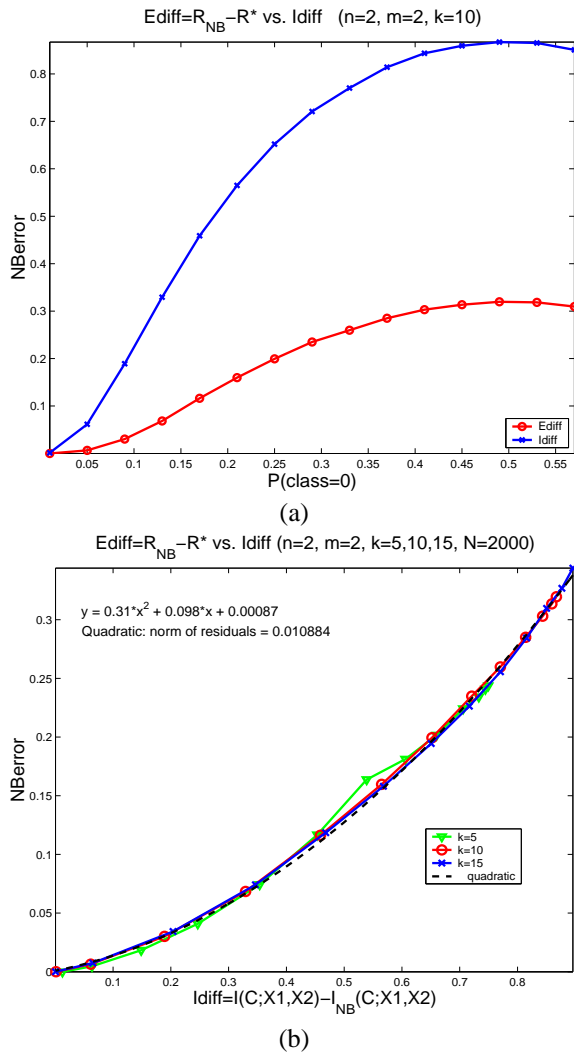 Ediff=R_NB−R* vs. Idiff (n=2, m=2, k=10)
0.8
0.7
0.6
0.5
0.4
0.3
0.2
0.1
NBerror
Ediff
Idiff
0.05 0.1 0.15 0.2 0.25 0.3 0.35 0.4 0.45 0.5 0.55
P(class=0)
(a)
Ediff=R_NB−R* vs. Idiff (n=2, m=2, k=5,10,15, N=2000)
y = 0.31*x² + 0.098*x + 0.00087
Quadratic: norm of residuals = 0.010884
0.3
0.25
0.2
0.15
0.1
0.05
0
NBerror
k=5
k=10
k=15
quadratic
0.1 0.2 0.3 0.4 0.5 0.6 0.7 0.8
Idiff=I(C;X1,X2)−I_NB(C;X1,X2)
(b)